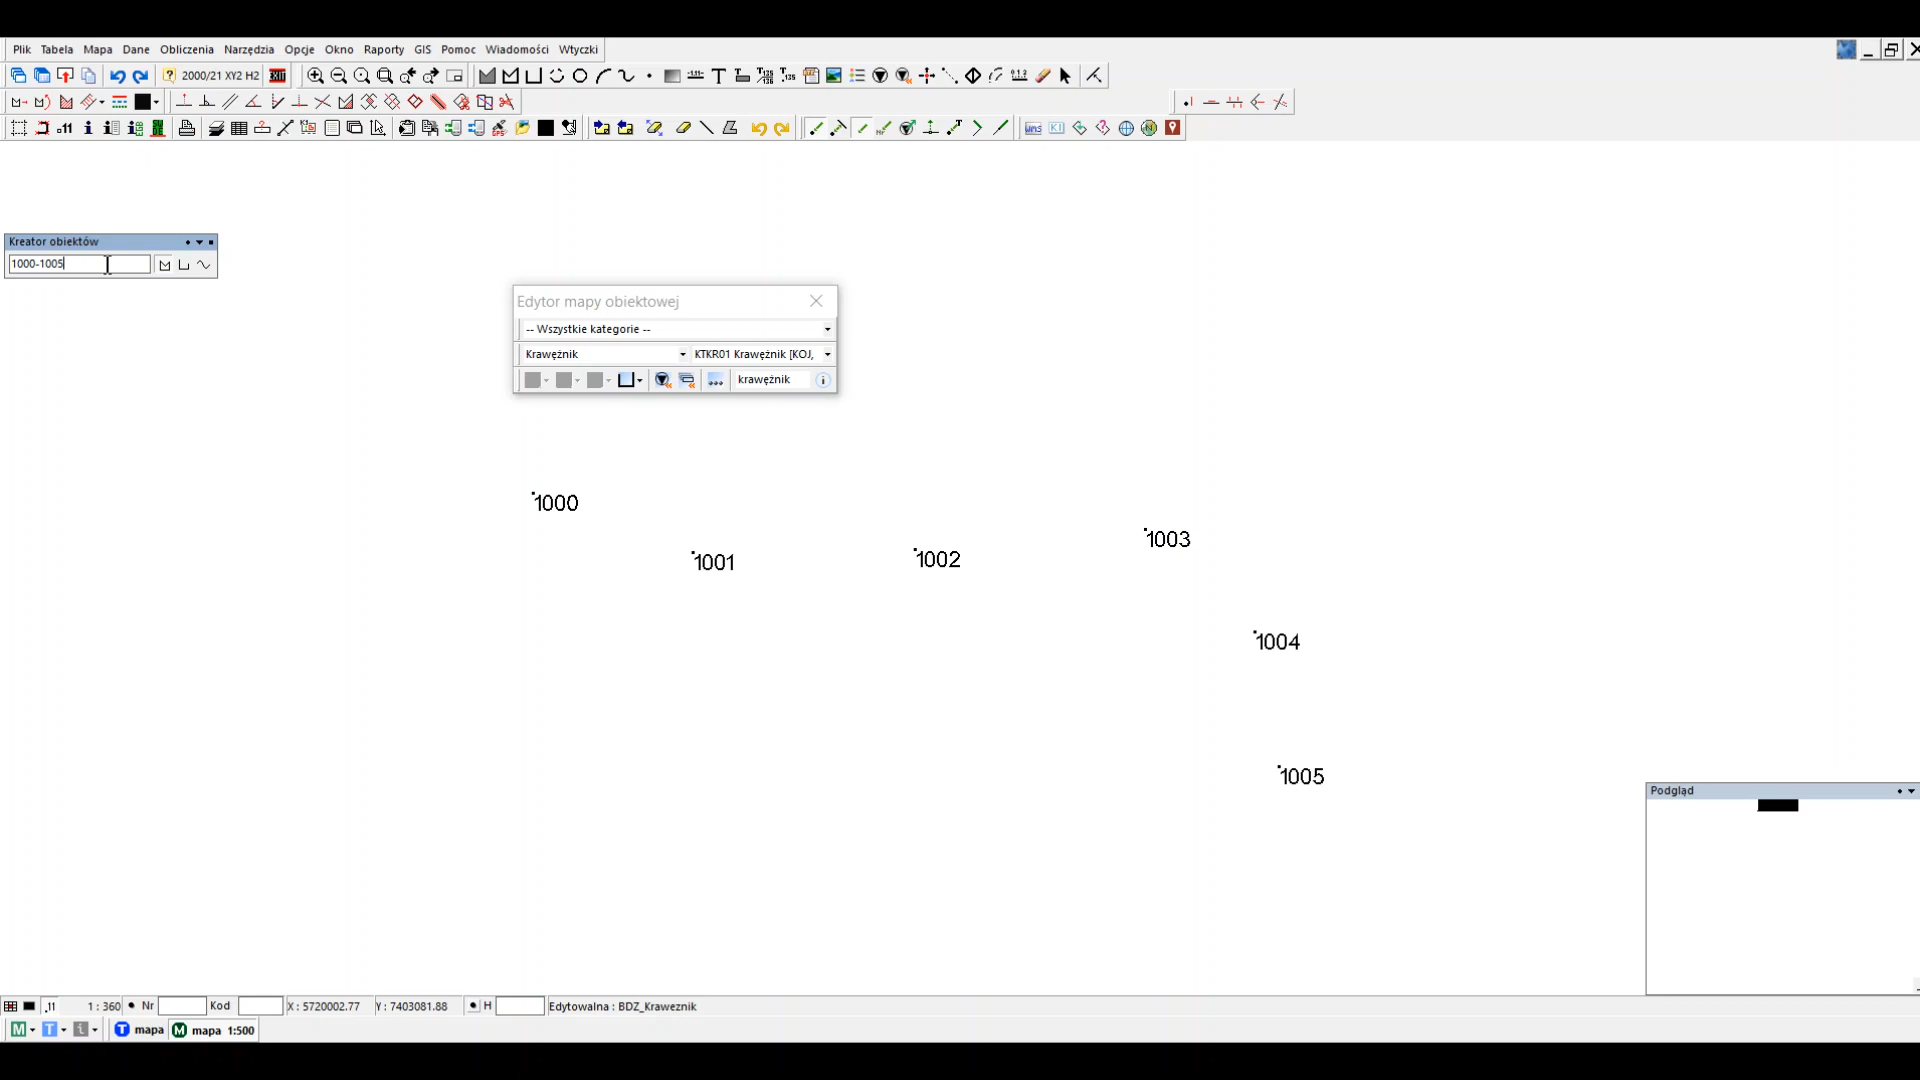 Plik Tabela Mapa Dane Obliczenia Narzędzia Opcje Okno Raporty GIS Pomoc Wiadomości Wtyczki
2000/21 XY2 H2
Kreator obiektów
1000-1005
Edytor mapy obiektowej
-- Wszystkie kategorie --
Krawężnik KTKR01 Krawężnik [KOJ,
krawężnik
1000
1003
1001
1002
1004
1005
Podgląd
1 : 360 Nr Kod X : 5720002.77 Y : 7403081.88 H Edytowalna : BDZ_Kraweznik
M T i T mapa M mapa 1:500